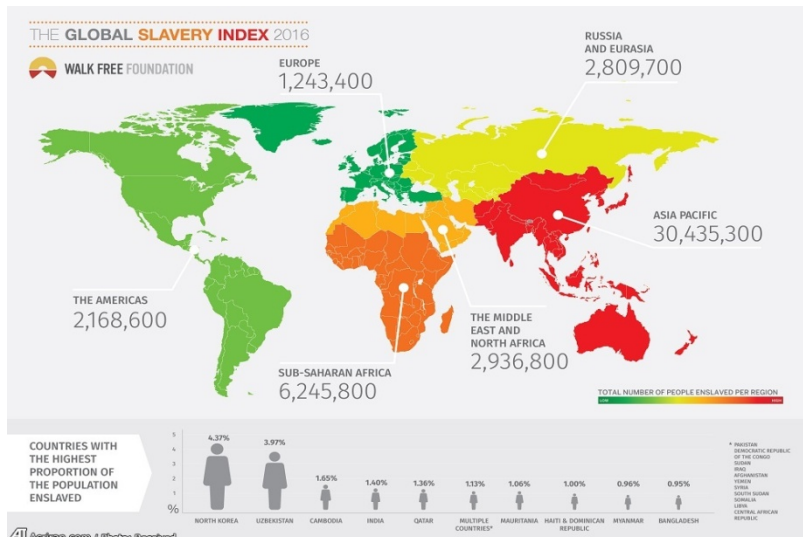 THE GLOBAL SLAVERY INDEX 2016
WALK FREE FOUNDATION
EUROPE
1,243,400
RUSSIA
AND EURASIA
2,809,700
ASIA PACIFIC
30,435,300
THE AMERICAS
2,168,600
THE MIDDLE
EAST AND
NORTH AFRICA
2,936,800
SUB-SAHARAN AFRICA
6,245,800
TOTAL NUMBER OF PEOPLE ENSLAVED PER REGION
LOW
HIGH
COUNTRIES WITH
THE HIGHEST
PROPORTION OF
THE POPULATION
ENSLAVED
5
4
3
2
1
%
4.37%
3.97%
1.65%
1.40%
1.36%
1.13%
1.06%
1.00%
0.96%
0.95%
NORTH KOREA
UZBEKISTAN
CAMBODIA
INDIA
QATAR
MULTIPLE
COUNTRIES*
MAURITANIA
HAITI & DOMINICAN
REPUBLIC
MYANMAR
BANGLADESH
* PAKISTAN
DEMOCRATIC REPUBLIC
OF THE CONGO
SUDAN
IRAQ
AFGHANISTAN
YEMEN
SYRIA
SOUTH SUDAN
SOMALIA
LIBYA
CENTRAL AFRICAN
REPUBLIC